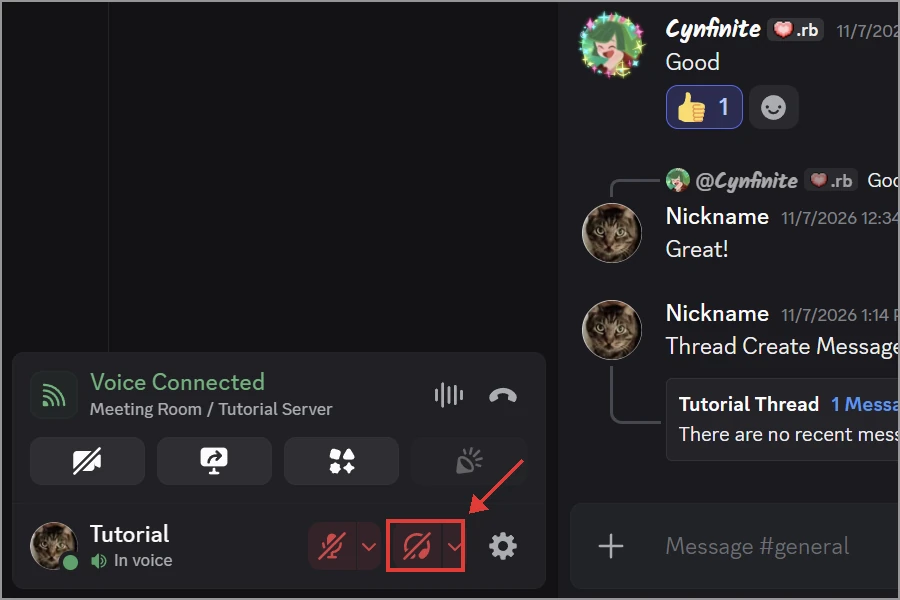 Cynfinite .rb 11/7/202
Good
1
@Cynfinite .rb Goo
Nickname 11/7/2026 12:34
Great!
Nickname 11/7/2026 1:14 P
Thread Create Message
Tutorial Thread 1 Messa
There are no recent mess
Message #general
Voice Connected
Meeting Room / Tutorial Server
Tutorial
In voice